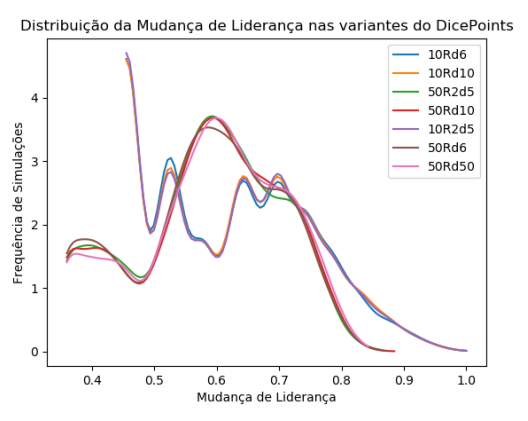 Distribuição da Mudança de Liderança nas variantes do DicePoints
10Rd6
10Rd10
50R2d5
50Rd10
10R2d5
50Rd6
50Rd50
Frequência de Simulações
4
3
2
1
0
0.4 0.5 0.6 0.7 0.8 0.9 1.0
Mudança de Liderança